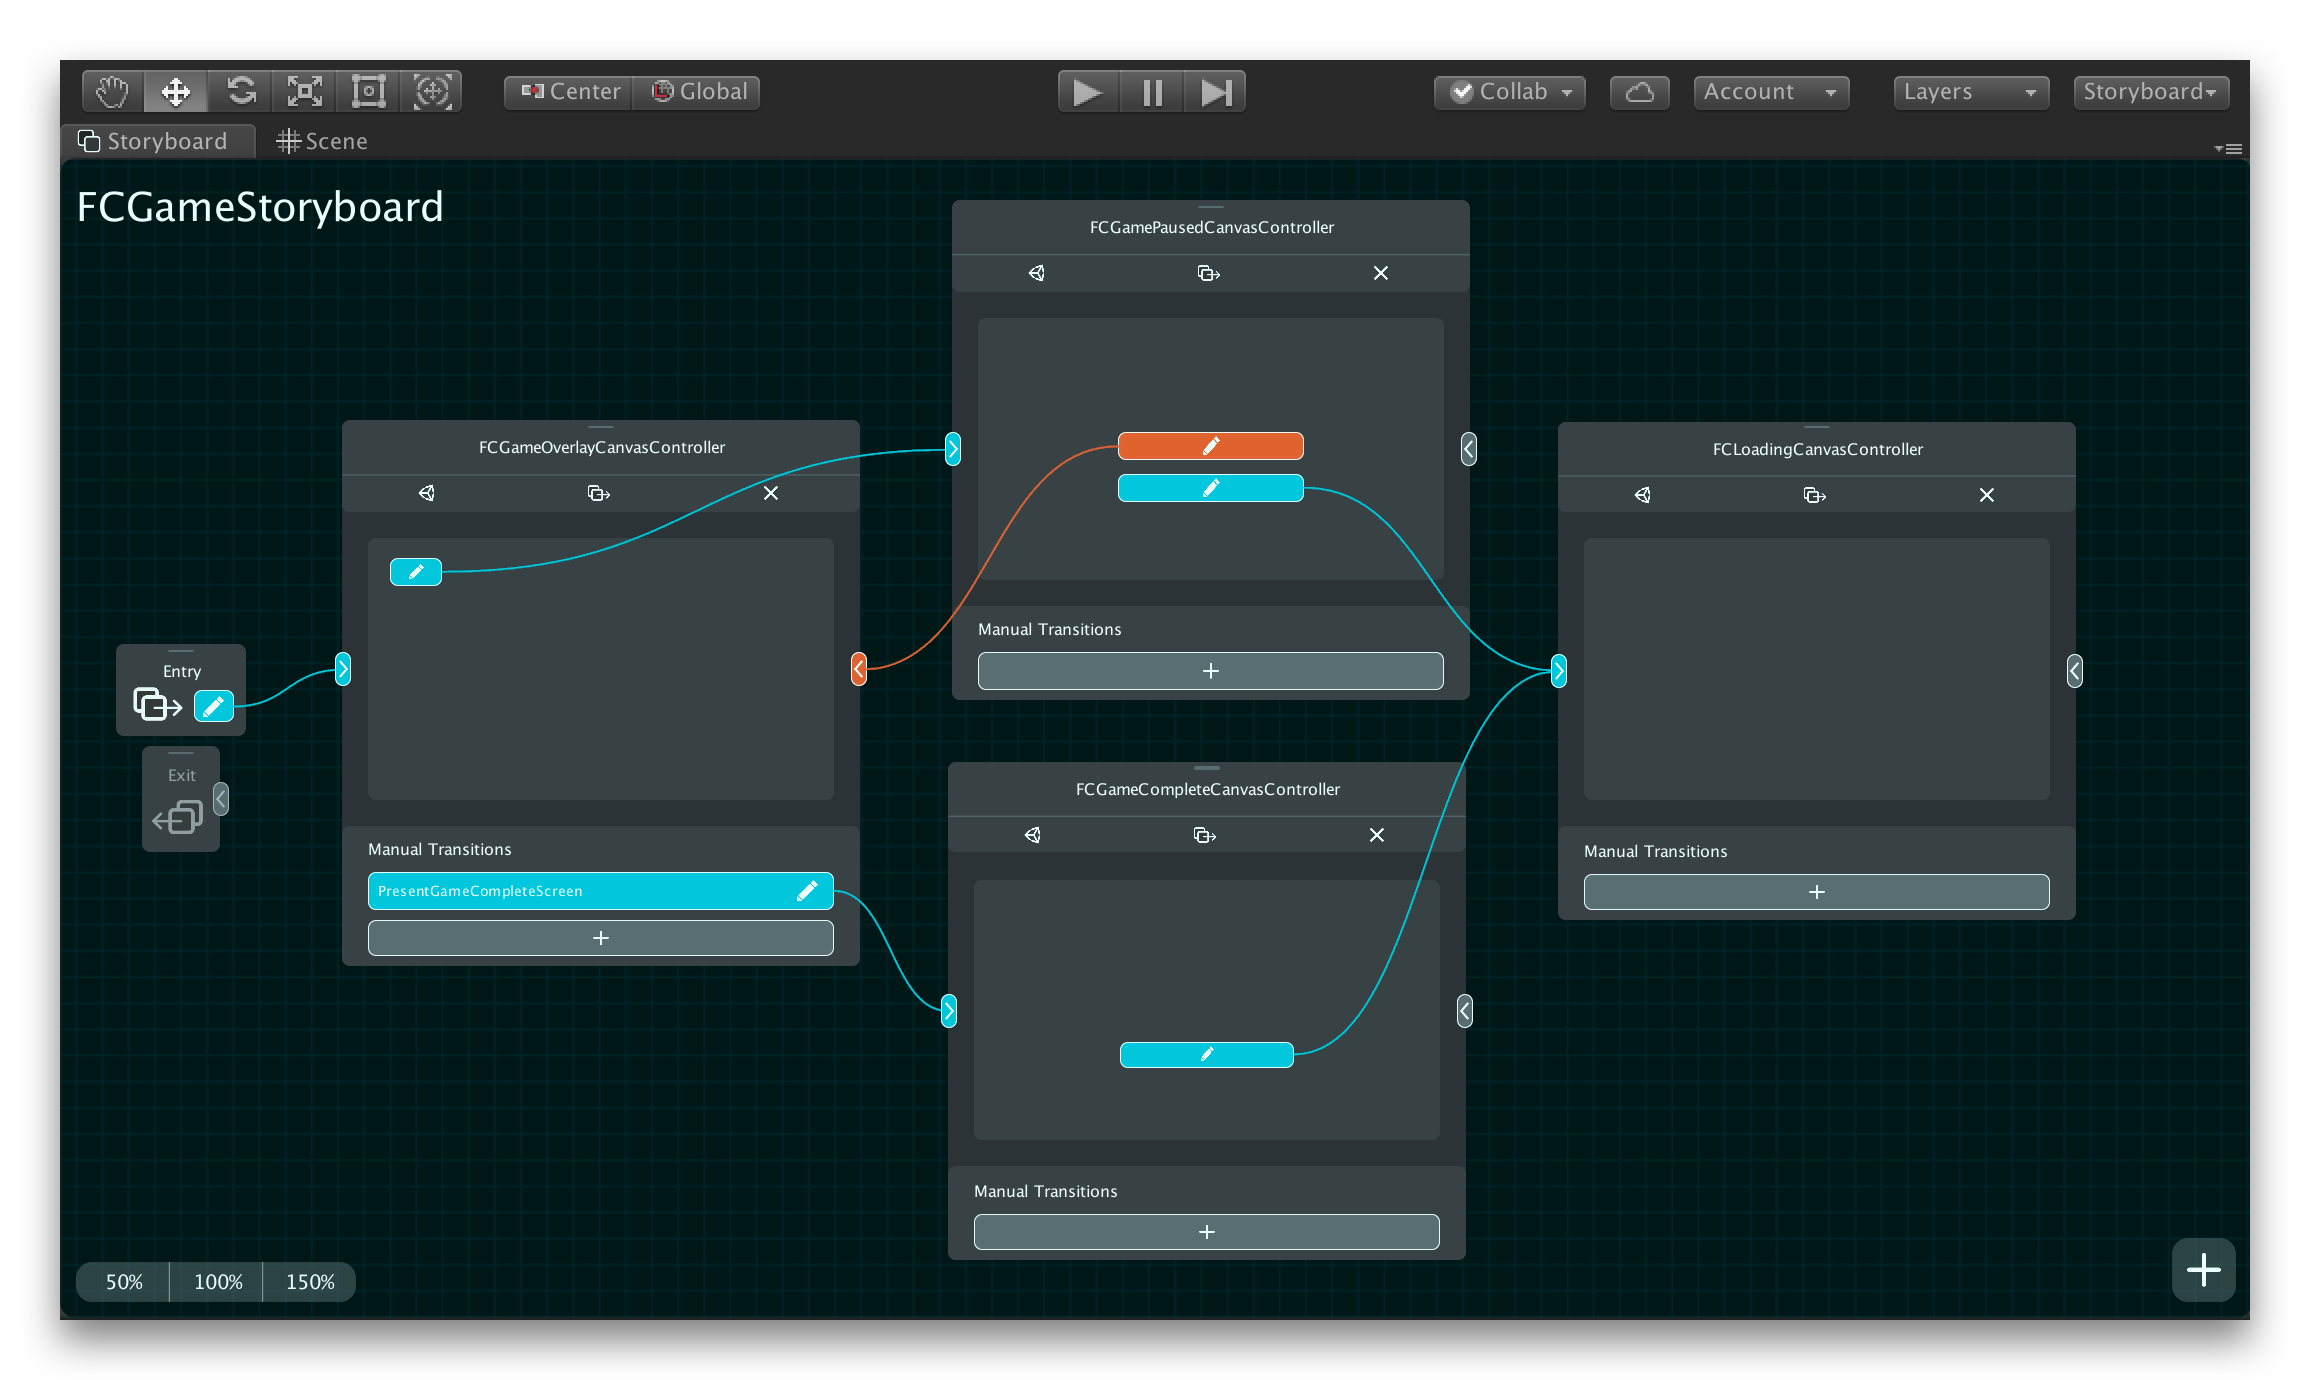 Center
Global
Collab
Account
Layers
Storyboard
Storyboard
Scene
FCGameStoryboard
FCGamePausedCanvasController
Manual Transitions
FCGameOverlayCanvasController
Manual Transitions
PresentGameCompleteScreen
FCLoadingCanvasController
Manual Transitions
Entry
Exit
FCGameCompleteCanvasController
Manual Transitions
50%
100%
150%